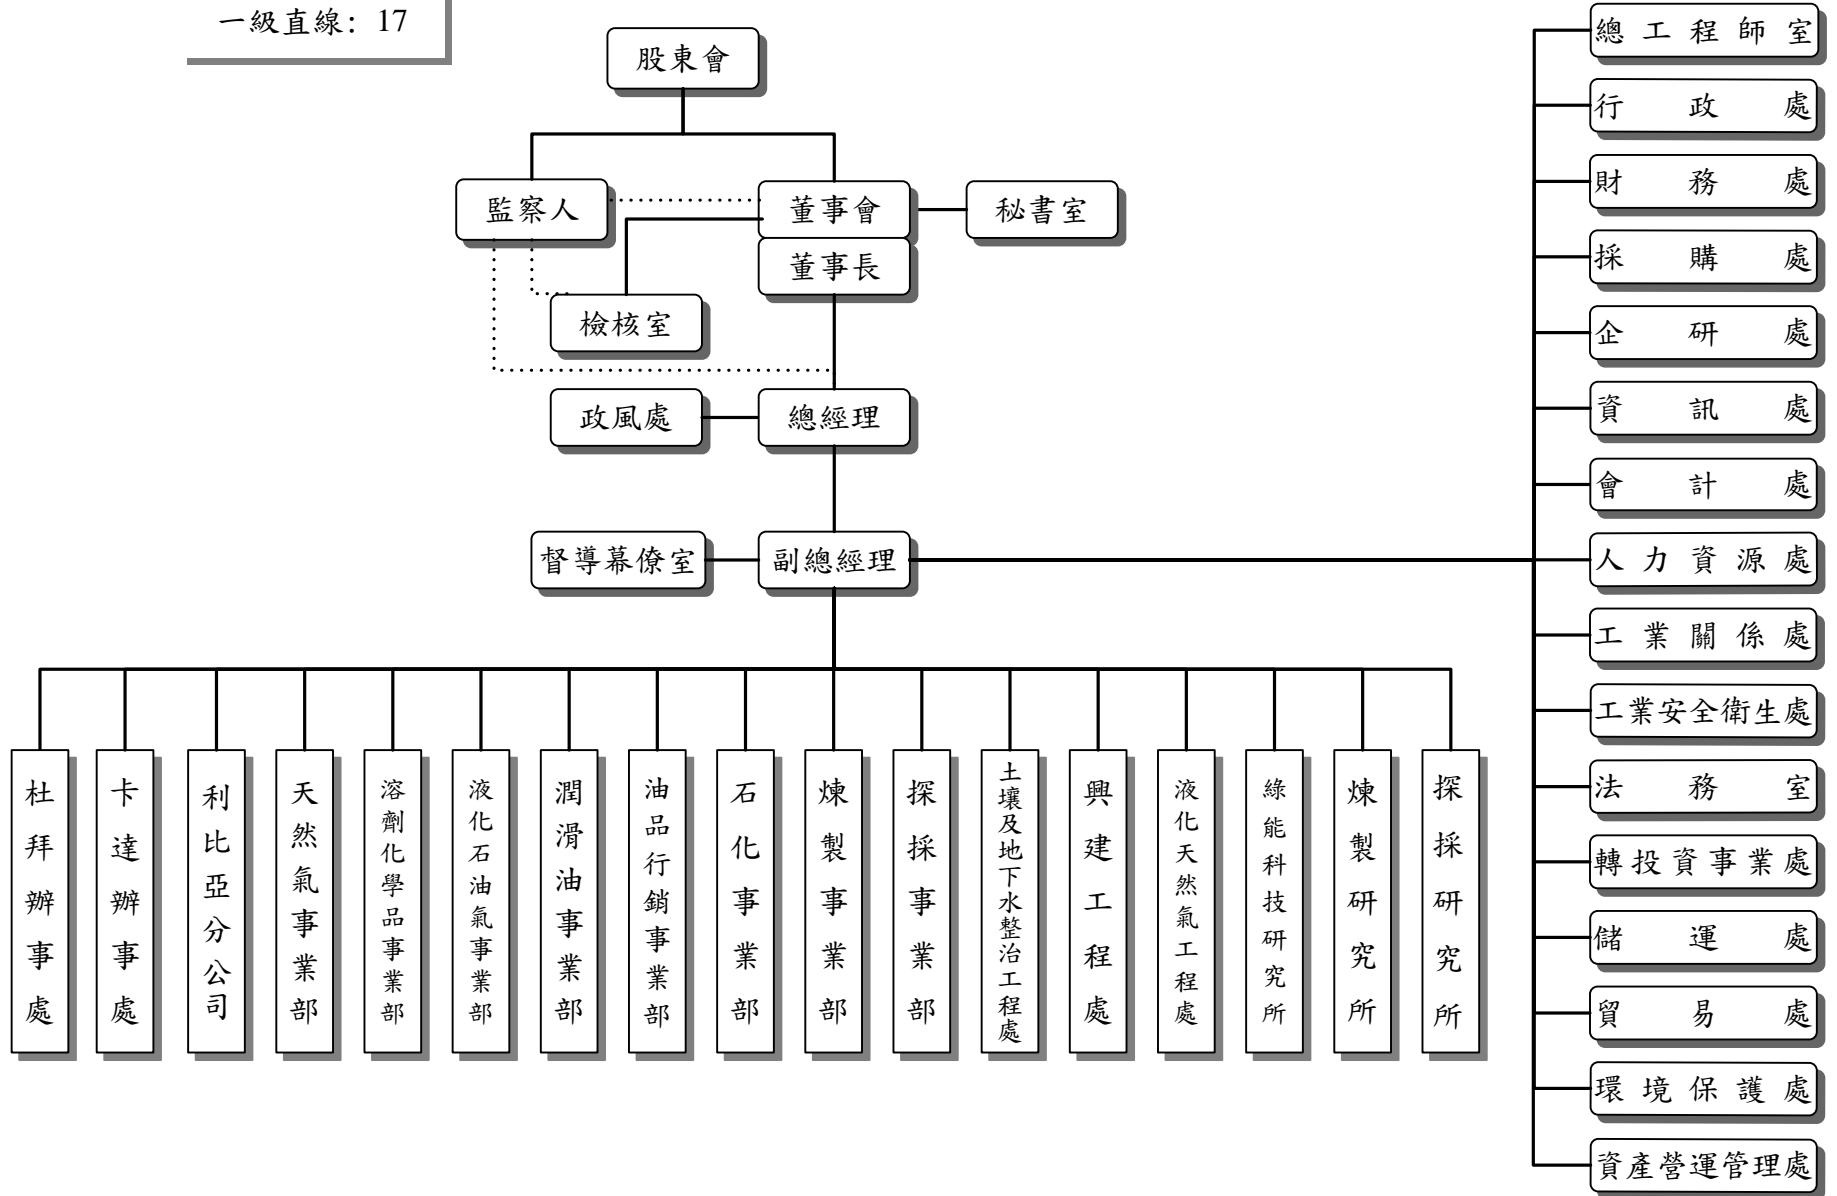 一級直線：17
股東會
監察人
董事會
秘書室
董事長
檢核室
政風處
總經理
督導幕僚室
副總經理
總工程師室
行政處
財務處
採購處
企研處
資訊處
會計處
人力資源處
工業關係處
工業安全衛生處
法務室
轉投資事業處
儲運處
貿易處
環境保護處
資產營運管理處
杜拜辦事處
卡達辦事處
利比亞分公司
天然氣事業部
溶劑化學品事業部
液化石油氣事業部
潤滑油事業部
油品行銷事業部
石化事業部
煉製事業部
探採事業部
土壤及地下水整治工程處
興建工程處
液化天然氣工程處
綠能科技研究所
煉製研究所
探採研究所